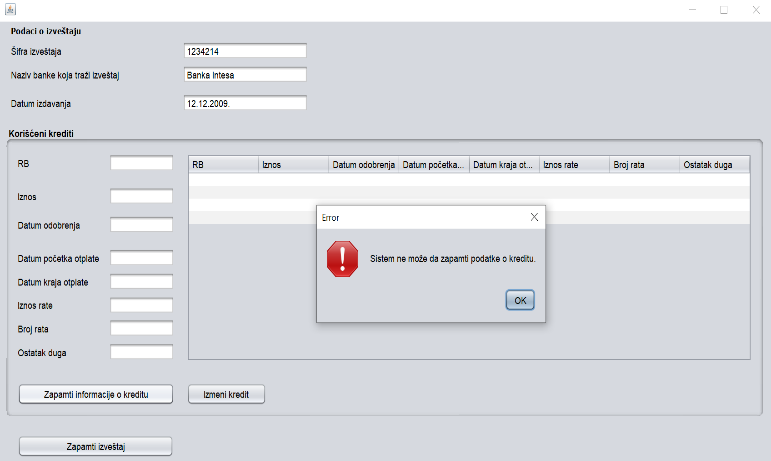 Podaci o izveštaju
Šifra izveštaja
1234214
Naziv banke koja traži izveštaj
Banka Intesa
Datum izdavanja
12.12.2009.
Korišćeni krediti
RB
Iznos
Datum odobrenja
Datum početka otplate
Datum kraja otplate
Iznos rate
Broj rata
Ostatak duga
RB Iznos Datum odobrenja Datum početka... Datum kraja ot... Iznos rate Broj rata Ostatak duga
Error
Sistem ne može da zapamti podatke o kreditu.
OK
Zapamti informacije o kreditu
Izmeni kredit
Zapamti izveštaj